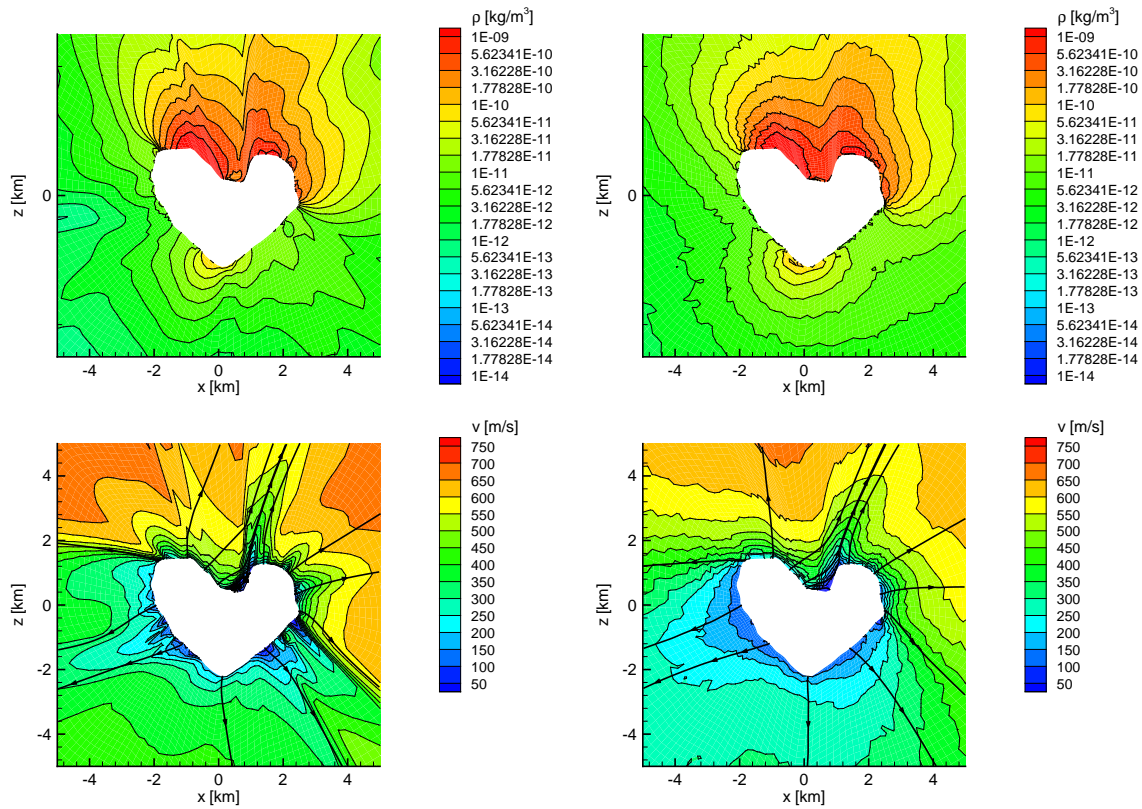 ρ [kg/m³]
1E-09
5.62341E-10
3.16228E-10
1.77828E-10
1E-10
5.62341E-11
3.16228E-11
1.77828E-11
1E-11
5.62341E-12
3.16228E-12
1.77828E-12
1E-12
5.62341E-13
3.16228E-13
1.77828E-13
1E-13
5.62341E-14
3.16228E-14
1.77828E-14
1E-14
z [km]
0
-4 -2 0 2 4
x [km]
ρ [kg/m³]
1E-09
5.62341E-10
3.16228E-10
1.77828E-10
1E-10
5.62341E-11
3.16228E-11
1.77828E-11
1E-11
5.62341E-12
3.16228E-12
1.77828E-12
1E-12
5.62341E-13
3.16228E-13
1.77828E-13
1E-13
5.62341E-14
3.16228E-14
1.77828E-14
1E-14
z [km]
0
-4 -2 0 2 4
x [km]
v [m/s]
750
700
600
550
500
450
400
350
300
250
200
150
100
50
z [km]
4
2
0
-2
-4
-4 -2 0 2 4
x [km]
v [m/s]
750
700
600
550
500
450
400
350
300
250
200
150
100
50
z [km]
4
2
0
-2
-4
-4 -2 0 2 4
x [km]